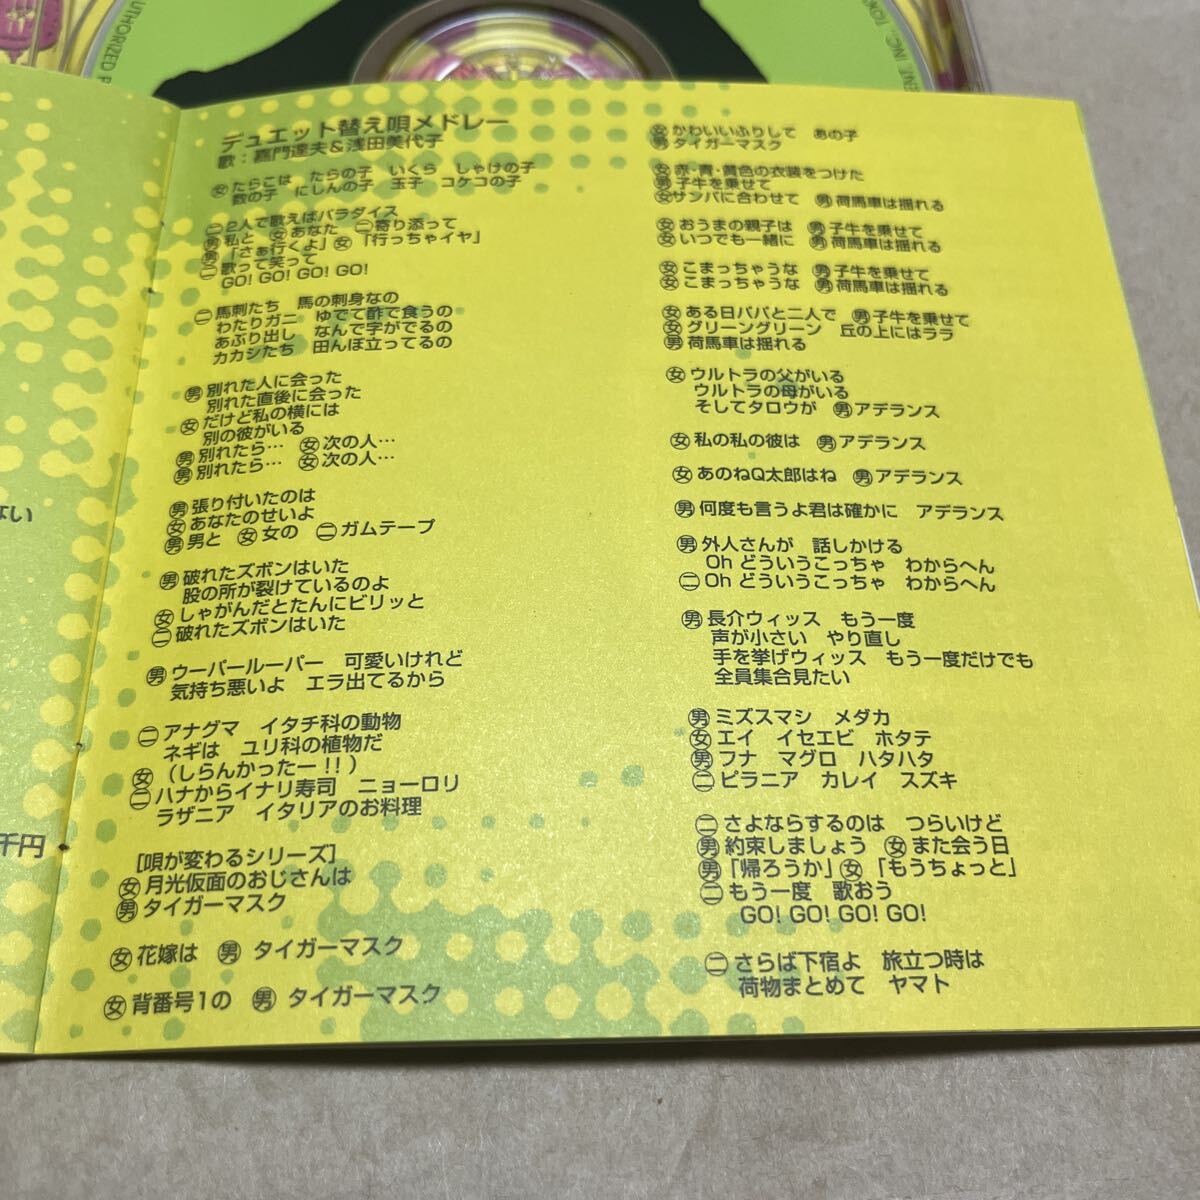 AUTHORIZED
デュエット替え唄メドレー
歌：嘉門達夫＆浅田美代子
㊛たらこは　たらの子　いくら　しゃけの子
数の子　にしんの子　玉子　コケコの子
㊁2人で歌えばパラダイス
㊚私と　㊛あなた　㊁寄り添って
㊚「さぁ行くよ」㊛「行っちゃイヤ」
㊁歌って笑って
GO! GO! GO! GO!
㊁馬刺たち　馬の刺身なの
わたりガニ　ゆでて酢で食うの
あぶり出し　なんで字がでるの
カカシたち　田んぼ立ってるの
㊚別れた人に会った
別れた直後に会った
㊛だけど私の横には
別の彼がいる
㊚別れたら…　㊛次の人…
㊚別れたら…　㊛次の人…
㊚張り付いたのは
㊛あなたのせいよ
㊚男と　㊛女の　㊁ガムテープ
㊚破れたズボンはいた
股の所が裂けているのよ
㊛しゃがんだとたんにビリッと
㊁破れたズボンはいた
㊚ウーパールーパー　可愛いけれど
気持ち悪いよ　エラ出てるから
㊁アナグマ　イタチ科の動物
ネギは　ユリ科の植物だ
㊛（しらんかったー!!）
㊁ハナからイナリ寿司　ニョーロリ
ラザニア　イタリアのお料理
［唄が変わるシリーズ］
㊛月光仮面のおじさんは
㊚タイガーマスク
㊛花嫁は　㊚タイガーマスク
㊛背番号1の　㊚タイガーマスク
㊛かわいいふりして　あの子
㊚タイガーマスク
㊛赤・青・黄色の衣装をつけた
㊚子牛を乗せて
㊛サンバに合わせて　㊚荷馬車は揺れる
㊛おうまの親子は　㊚子牛を乗せて
㊛いつでも一緒に　㊚荷馬車は揺れる
㊛こまっちゃうな　㊚子牛を乗せて
㊛こまっちゃうな　㊚荷馬車は揺れる
㊛ある日パパと二人で　㊚子牛を乗せて
㊛グリーングリーン　丘の上にはララ
㊚荷馬車は揺れる
㊛ウルトラの父がいる
ウルトラの母がいる
そしてタロウが　㊚アデランス
㊛私の私の彼は　㊚アデランス
㊛あのねQ太郎はね　㊚アデランス
㊚何度も言うよ君は確かに　アデランス
㊚外人さんが　話しかける
Oh どういうこっちゃ　わからへん
㊁Oh どういうこっちゃ　わからへん
㊚長介ウィッス　もう一度
声が小さい　やり直し
手を挙げウィッス　もう一度だけでも
全員集合見たい
㊚ミズスマシ　メダカ
㊛エイ　イセエビ　ホタテ
㊚フナ　マグロ　ハタハタ
㊁ピラニア　カレイ　スズキ
㊁さよならするのは　つらいけど
㊚約束しましょう　㊛また会う日
㊚「帰ろうか」㊛「もうちょっと」
㊁もう一度　歌おう
GO! GO! GO! GO!
㊁さらば下宿よ　旅立つ時は
荷物まとめて　ヤマト
ない
千円